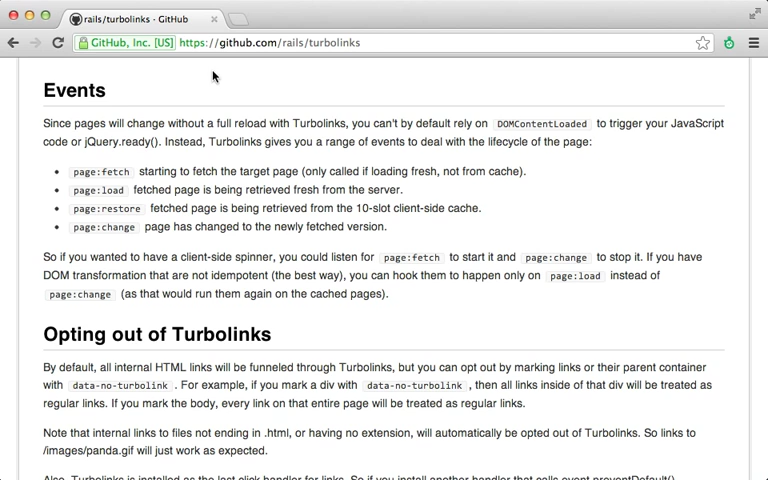 rails/turbolinks · GitHub
GitHub, Inc. [US] https://github.com/rails/turbolinks
Events
Since pages will change without a full reload with Turbolinks, you can't by default rely on DOMContentLoaded to trigger your JavaScript
code or jQuery.ready(). Instead, Turbolinks gives you a range of events to deal with the lifecycle of the page:
• page:fetch starting to fetch the target page (only called if loading fresh, not from cache).
• page:load fetched page is being retrieved fresh from the server.
• page:restore fetched page is being retrieved from the 10-slot client-side cache.
• page:change page has changed to the newly fetched version.
So if you wanted to have a client-side spinner, you could listen for page:fetch to start it and page:change to stop it. If you have
DOM transformation that are not idempotent (the best way), you can hook them to happen only on page:load instead of
page:change (as that would run them again on the cached pages).
Opting out of Turbolinks
By default, all internal HTML links will be funneled through Turbolinks, but you can opt out by marking links or their parent container
with data-no-turbolink. For example, if you mark a div with data-no-turbolink, then all links inside of that div will be treated as
regular links. If you mark the body, every link on that entire page will be treated as regular links.
Note that internal links to files not ending in .html, or having no extension, will automatically be opted out of Turbolinks. So links to
/images/panda.gif will just work as expected.
Also, Turbolinks is installed as the last click handler for links. So if you install another handler that calls event.preventDefault()